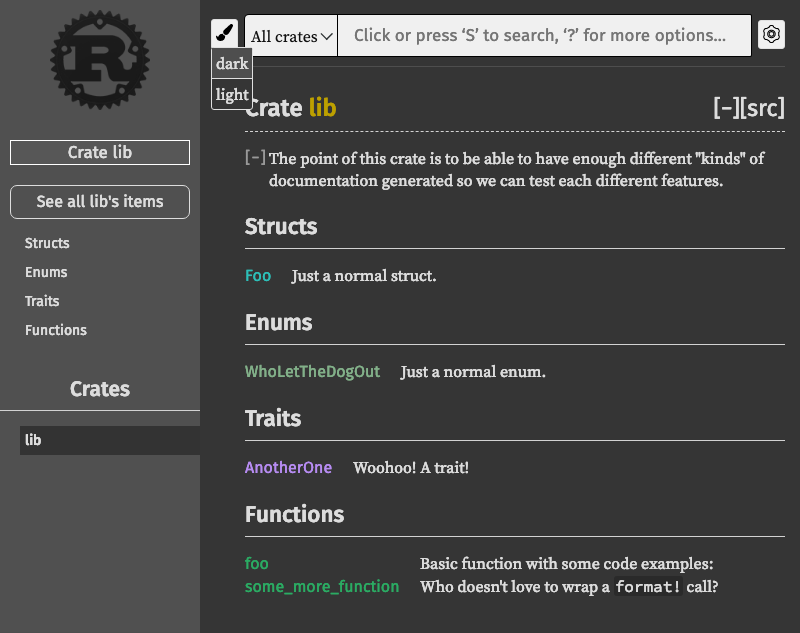 R
Crate lib
See all lib's items
Structs
Enums
Traits
Functions
Crates
lib
All crates
Click or press ‘S’ to search, ‘?’ for more options…
dark
light
Crate lib
[−][src]
[−] The point of this crate is to be able to have enough different "kinds" of
documentation generated so we can test each different features.
Structs
Foo Just a normal struct.
Enums
WhoLetTheDogOut Just a normal enum.
Traits
AnotherOne Woohoo! A trait!
Functions
foo Basic function with some code examples:
some_more_function Who doesn't love to wrap a format! call?